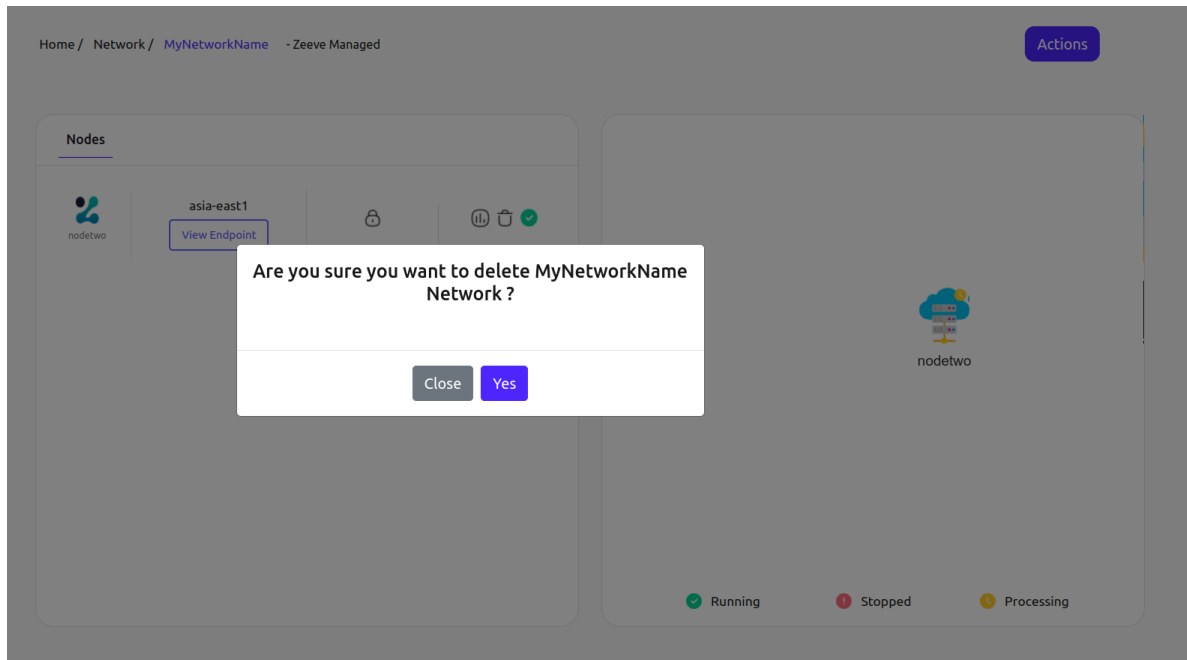 Home / Network / MyNetworkName - Zeeve Managed
Actions
Nodes
nodetwo
asia-east1
View Endpoint
Are you sure you want to delete MyNetworkName
Network ?
Close Yes
nodetwo
Running Stopped Processing